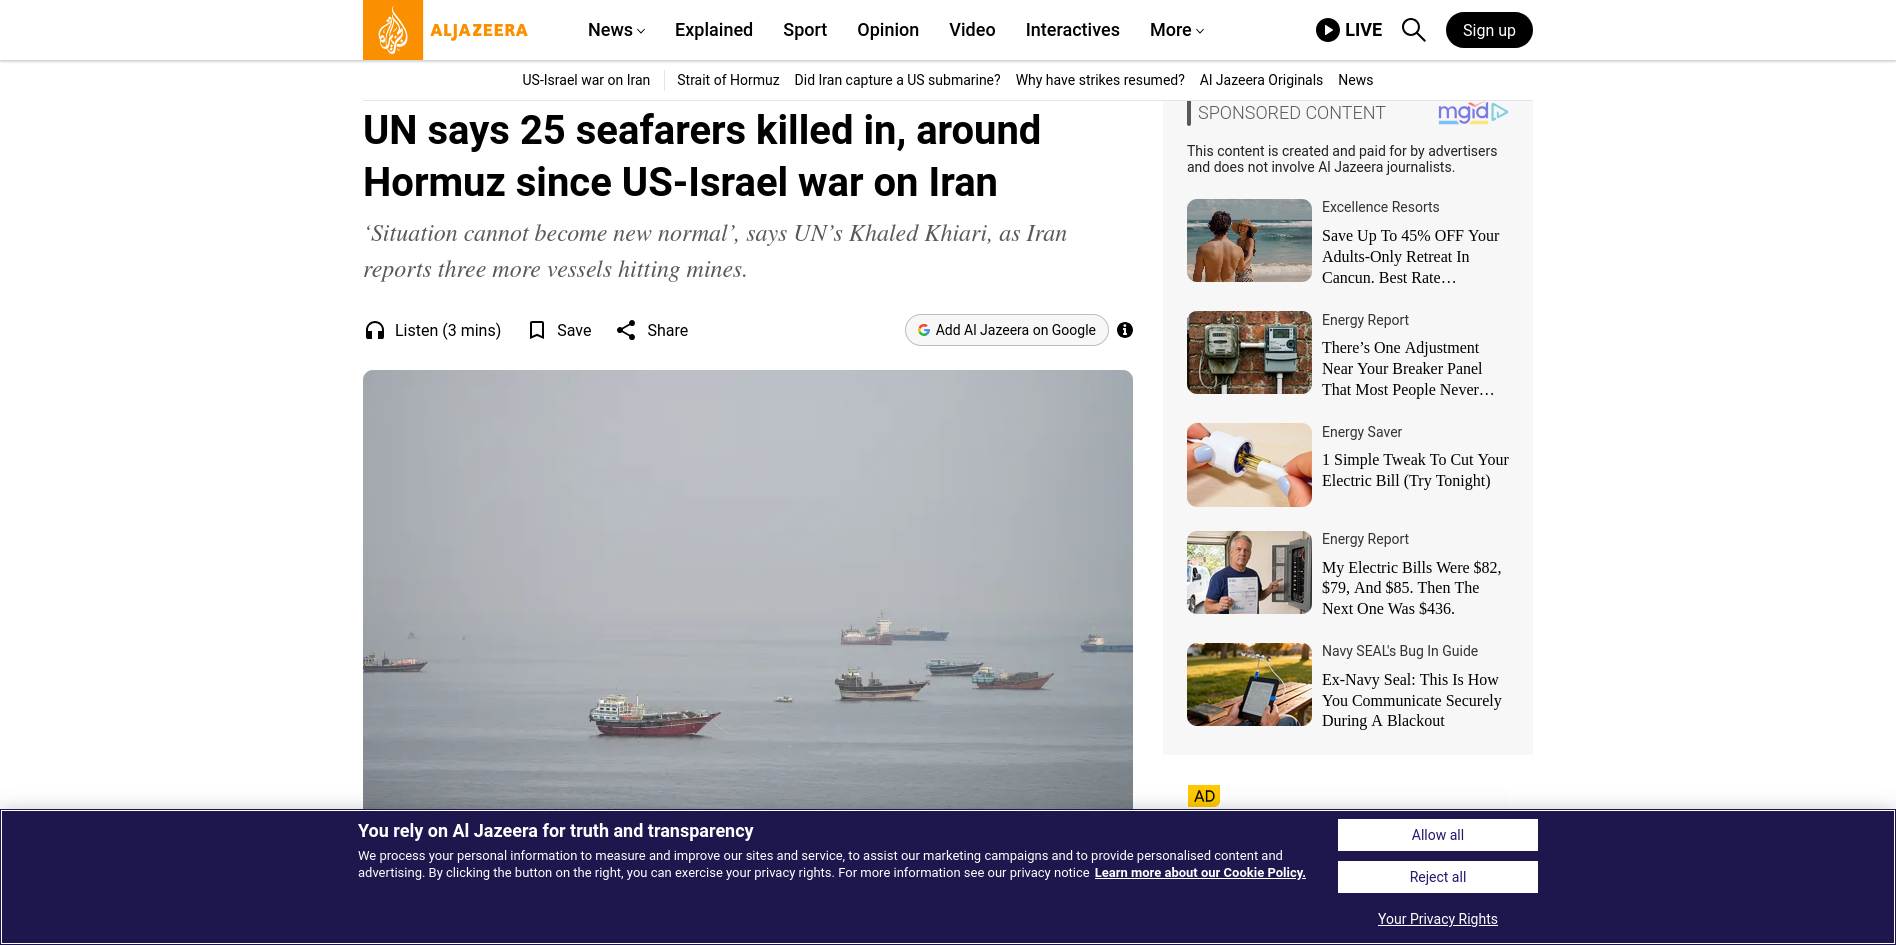 ALJAZEERA
News
Explained
Sport
Opinion
Video
Interactives
More
LIVE
Sign up
US-Israel war on Iran
Strait of Hormuz
Did Iran capture a US submarine?
Why have strikes resumed?
Al Jazeera Originals
News
UN says 25 seafarers killed in, around
Hormuz since US-Israel war on Iran
‘Situation cannot become new normal’, says UN’s Khaled Khiari, as Iran
reports three more vessels hitting mines.
Listen (3 mins)
Save
Share
Add Al Jazeera on Google
SPONSORED CONTENT
mgid
This content is created and paid for by advertisers
and does not involve Al Jazeera journalists.
Excellence Resorts
Save Up To 45% OFF Your
Adults-Only Retreat In
Cancun. Best Rate…
Energy Report
There’s One Adjustment
Near Your Breaker Panel
That Most People Never…
Energy Saver
1 Simple Tweak To Cut Your
Electric Bill (Try Tonight)
Energy Report
My Electric Bills Were $82,
$79, And $85. Then The
Next One Was $436.
Navy SEAL's Bug In Guide
Ex-Navy Seal: This Is How
You Communicate Securely
During A Blackout
AD
You rely on Al Jazeera for truth and transparency
We process your personal information to measure and improve our sites and service, to assist our marketing campaigns and to provide personalised content and
advertising. By clicking the button on the right, you can exercise your privacy rights. For more information see our privacy notice Learn more about our Cookie Policy.
Allow all
Reject all
Your Privacy Rights